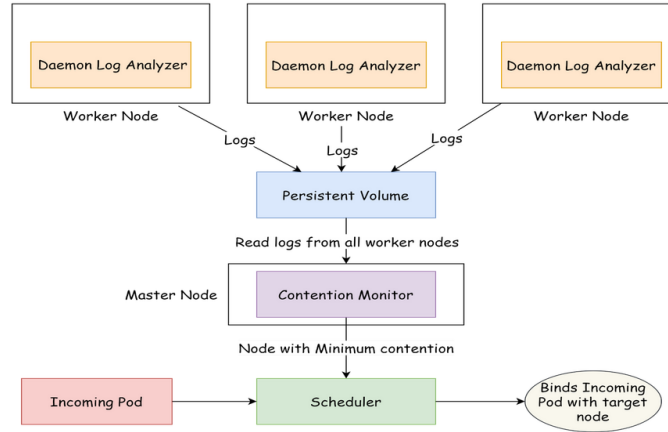 Daemon Log Analyzer
Daemon Log Analyzer
Daemon Log Analyzer
Worker Node
Worker Node
Worker Node
Logs
Logs
Logs
Persistent Volume
Read logs from all worker nodes
Master Node
Contention Monitor
Node with Minimum contention
Incoming Pod
Scheduler
Binds Incoming
Pod with target
node